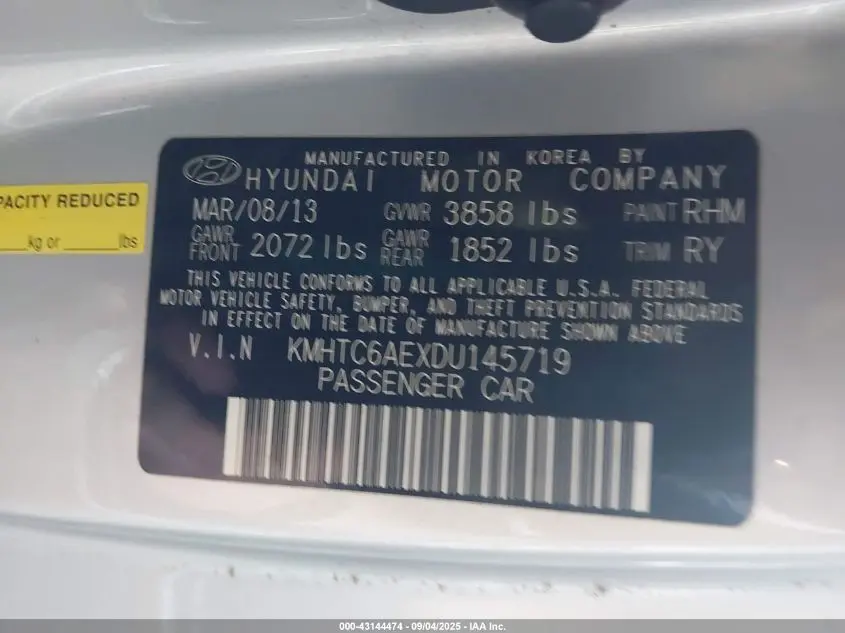 MANUFACTURED IN KOREA BY
HYUNDAI MOTOR COMPANY
MAR/08/13 GVWR 3858 lbs PAINT RHM
GAWR FRONT 2072 lbs GAWR REAR 1852 lbs TRIM RY
THIS VEHICLE CONFORMS TO ALL APPLICABLE U.S.A. FEDERAL
MOTOR VEHICLE SAFETY, BUMPER, AND THEFT PREVENTION STANDARDS
IN EFFECT ON THE DATE OF MANUFACTURE SHOWN ABOVE.
V.I.N KMHTC6AEXDU145719
PASSENGER CAR
PACITY REDUCED
kg or lbs
000-43144474 | 09/04/2025 - IAA Inc.